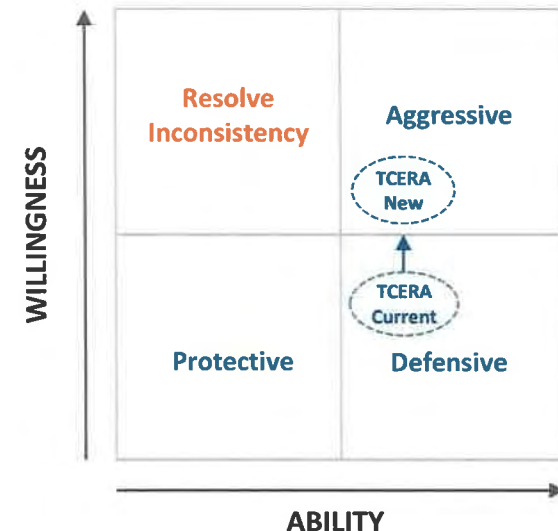 WILLINGNESS
Resolve
Inconsistency
Aggressive
TCERA
New
TCERA
Current
Protective
Defensive
ABILITY